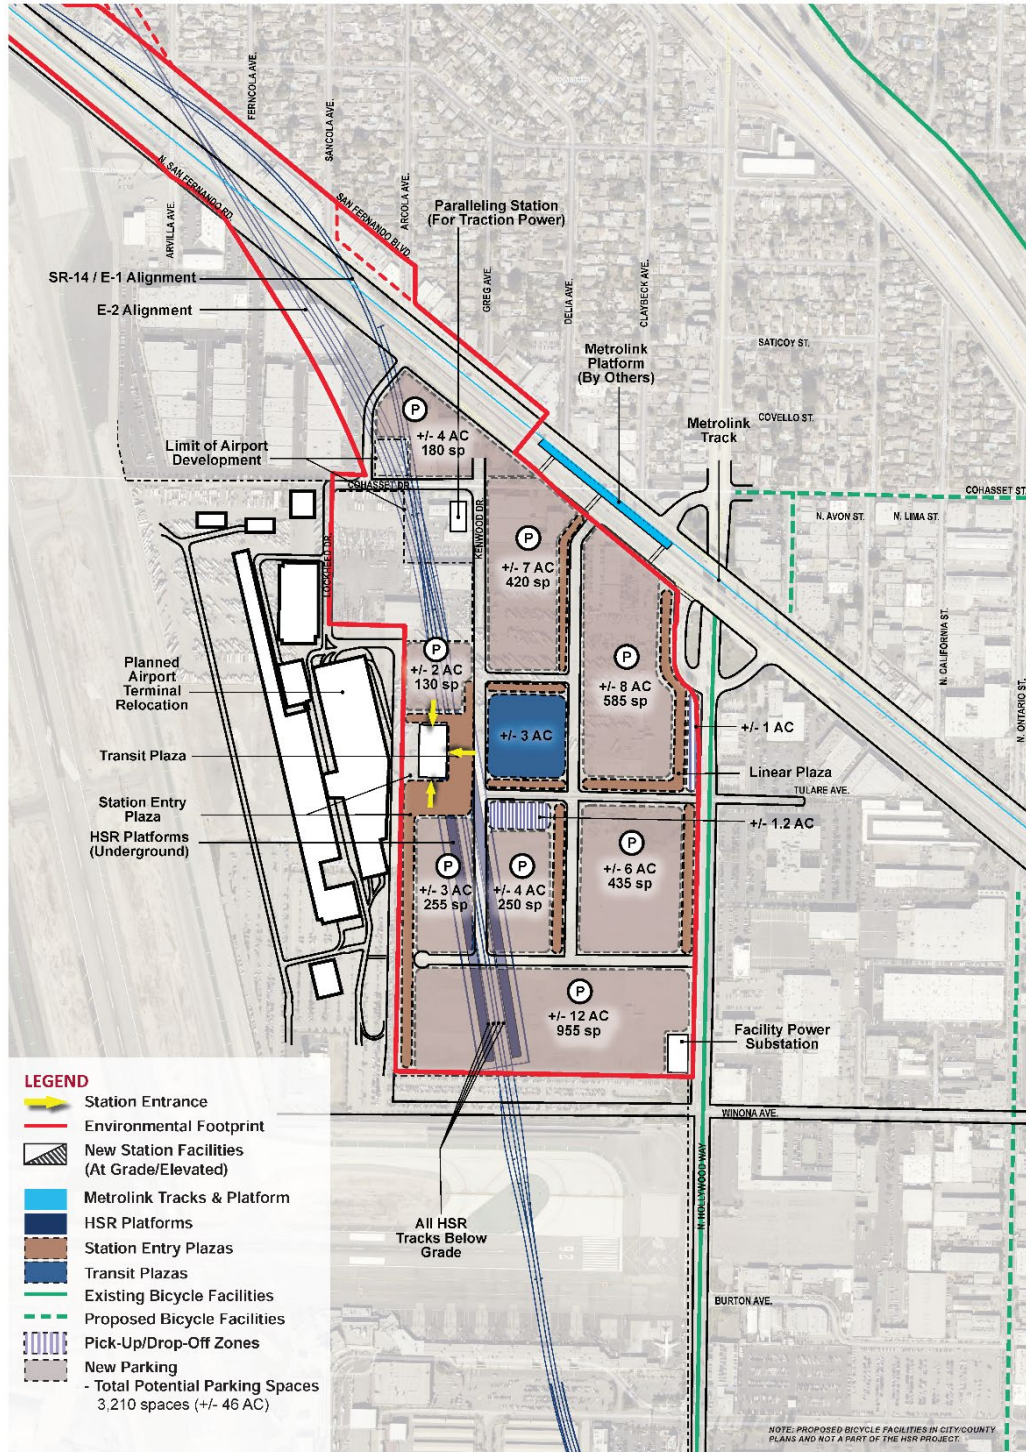 FERNCOLA AVE.
SANCOLA AVE.
ARCOLA AVE.
N. SAN FERNANDO RD.
SAN FERNANDO BLVD.
ARVILLA AVE.
Paralleling Station
(For Traction Power)
SR-14 / E-1 Alignment
E-2 Alignment
GREG AVE.
DELIA AVE.
CLAYBECK AVE.
SATICOY ST.
Metrolink
Platform
(By Others)
COVELLO ST.
Metrolink
Track
P
+/- 4 AC
180 sp
Limit of Airport
Development
COHASSET DR.
COHASSET ST.
KENWOOD DR.
LOCKHEED DR.
N. AVON ST.
N. LIMA ST.
P
+/- 7 AC
420 sp
N. CALIFORNIA ST.
N. ONTARIO ST.
P
+/- 2 AC
130 sp
P
+/- 8 AC
585 sp
Planned
Airport
Terminal
Relocation
+/- 1 AC
+/- 3 AC
Transit Plaza
Linear Plaza
TULARE AVE.
Station Entry
Plaza
+/- 1.2 AC
HSR Platforms
(Underground)
P
+/- 3 AC
255 sp
P
+/- 4 AC
250 sp
P
+/- 6 AC
435 sp
P
+/- 12 AC
955 sp
Facility Power
Substation
WINONA AVE.
N. HOLLYWOOD WAY
All HSR
Tracks Below
Grade
26
BURTON AVE.
LEGEND
Station Entrance
Environmental Footprint
New Station Facilities
(At Grade/Elevated)
Metrolink Tracks & Platform
HSR Platforms
Station Entry Plazas
Transit Plazas
Existing Bicycle Facilities
Proposed Bicycle Facilities
Pick-Up/Drop-Off Zones
New Parking
- Total Potential Parking Spaces
3,210 spaces (+/- 46 AC)
NOTE: PROPOSED BICYCLE FACILITIES IN CITY/COUNTY
PLANS AND NOT A PART OF THE HSR PROJECT.